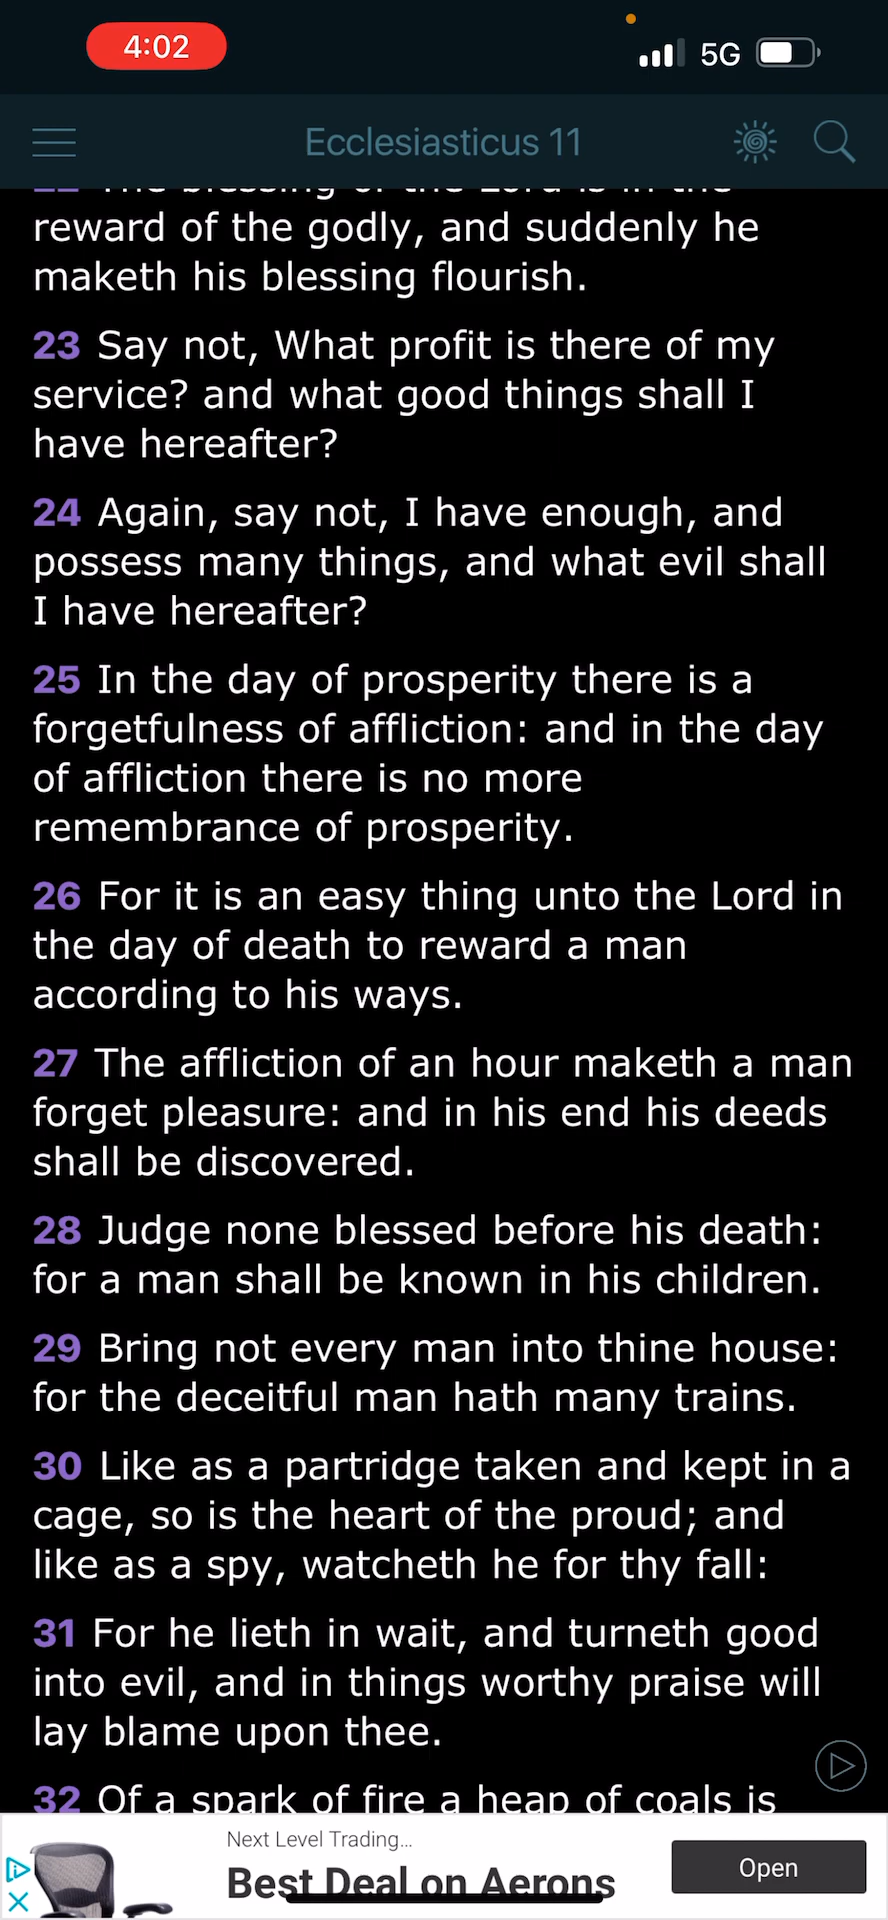 4:02
5G
Ecclesiasticus 11
22 The blessing of the Lord is in the
reward of the godly, and suddenly he
maketh his blessing flourish.
23 Say not, What profit is there of my
service? and what good things shall I
have hereafter?
24 Again, say not, I have enough, and
possess many things, and what evil shall
I have hereafter?
25 In the day of prosperity there is a
forgetfulness of affliction: and in the day
of affliction there is no more
remembrance of prosperity.
26 For it is an easy thing unto the Lord in
the day of death to reward a man
according to his ways.
27 The affliction of an hour maketh a man
forget pleasure: and in his end his deeds
shall be discovered.
28 Judge none blessed before his death:
for a man shall be known in his children.
29 Bring not every man into thine house:
for the deceitful man hath many trains.
30 Like as a partridge taken and kept in a
cage, so is the heart of the proud; and
like as a spy, watcheth he for thy fall:
31 For he lieth in wait, and turneth good
into evil, and in things worthy praise will
lay blame upon thee.
32 Of a spark of fire a heap of coals is
Next Level Trading...
Best Deal on Aerons
Open